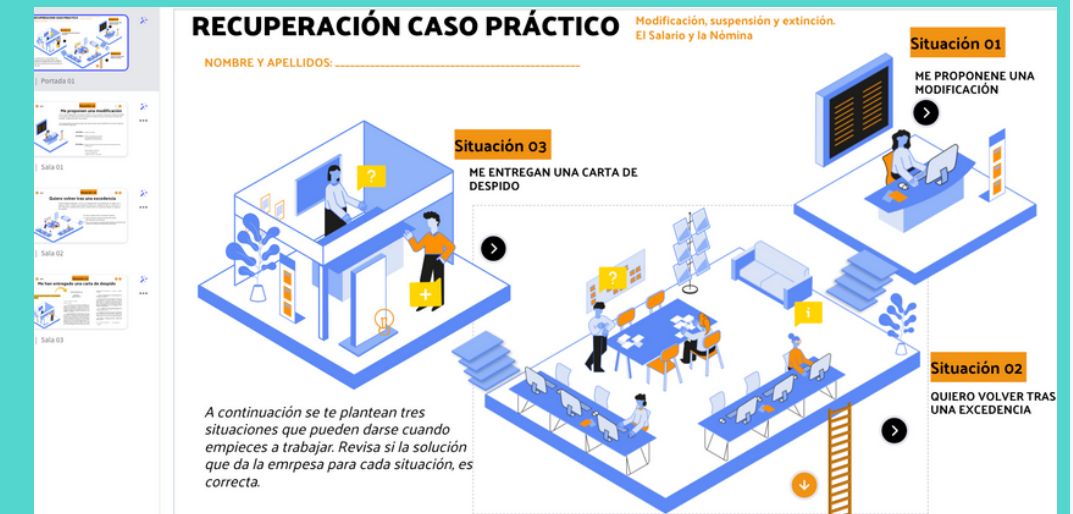 RECUPERACIÓN CASO PRÁCTICO
Modificación, suspensión y extinción.
El Salario y la Nómina
NOMBRE Y APELLIDOS:
Situación 01
ME PROPONENE UNA
MODIFICACIÓN
Situación 03
ME ENTREGAN UNA CARTA DE
DESPIDO
Situación 02
QUIERO VOLVER TRAS
UNA EXCEDENCIA
A continuación se te plantean tres
situaciones que pueden darse cuando
empieces a trabajar. Revisa si la solución
que da la emrpesa para cada situación, es
correcta.
Portada 01
Me proponen una modificación
Sala 01
Quiero volver tras una excedencia
Sala 02
Me han entregado una carta de despido
Sala 03